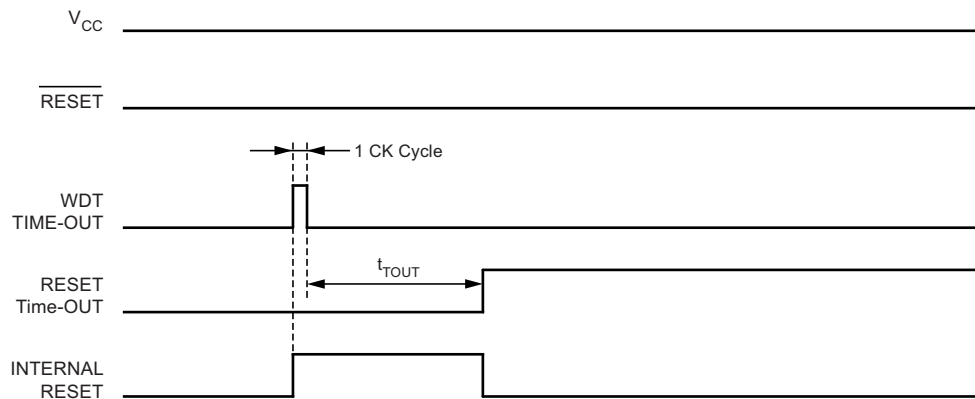 VCC
RESET
1 CK Cycle
WDT
TIME-OUT
RESET
Time-OUT
tTOUT
INTERNAL
RESET